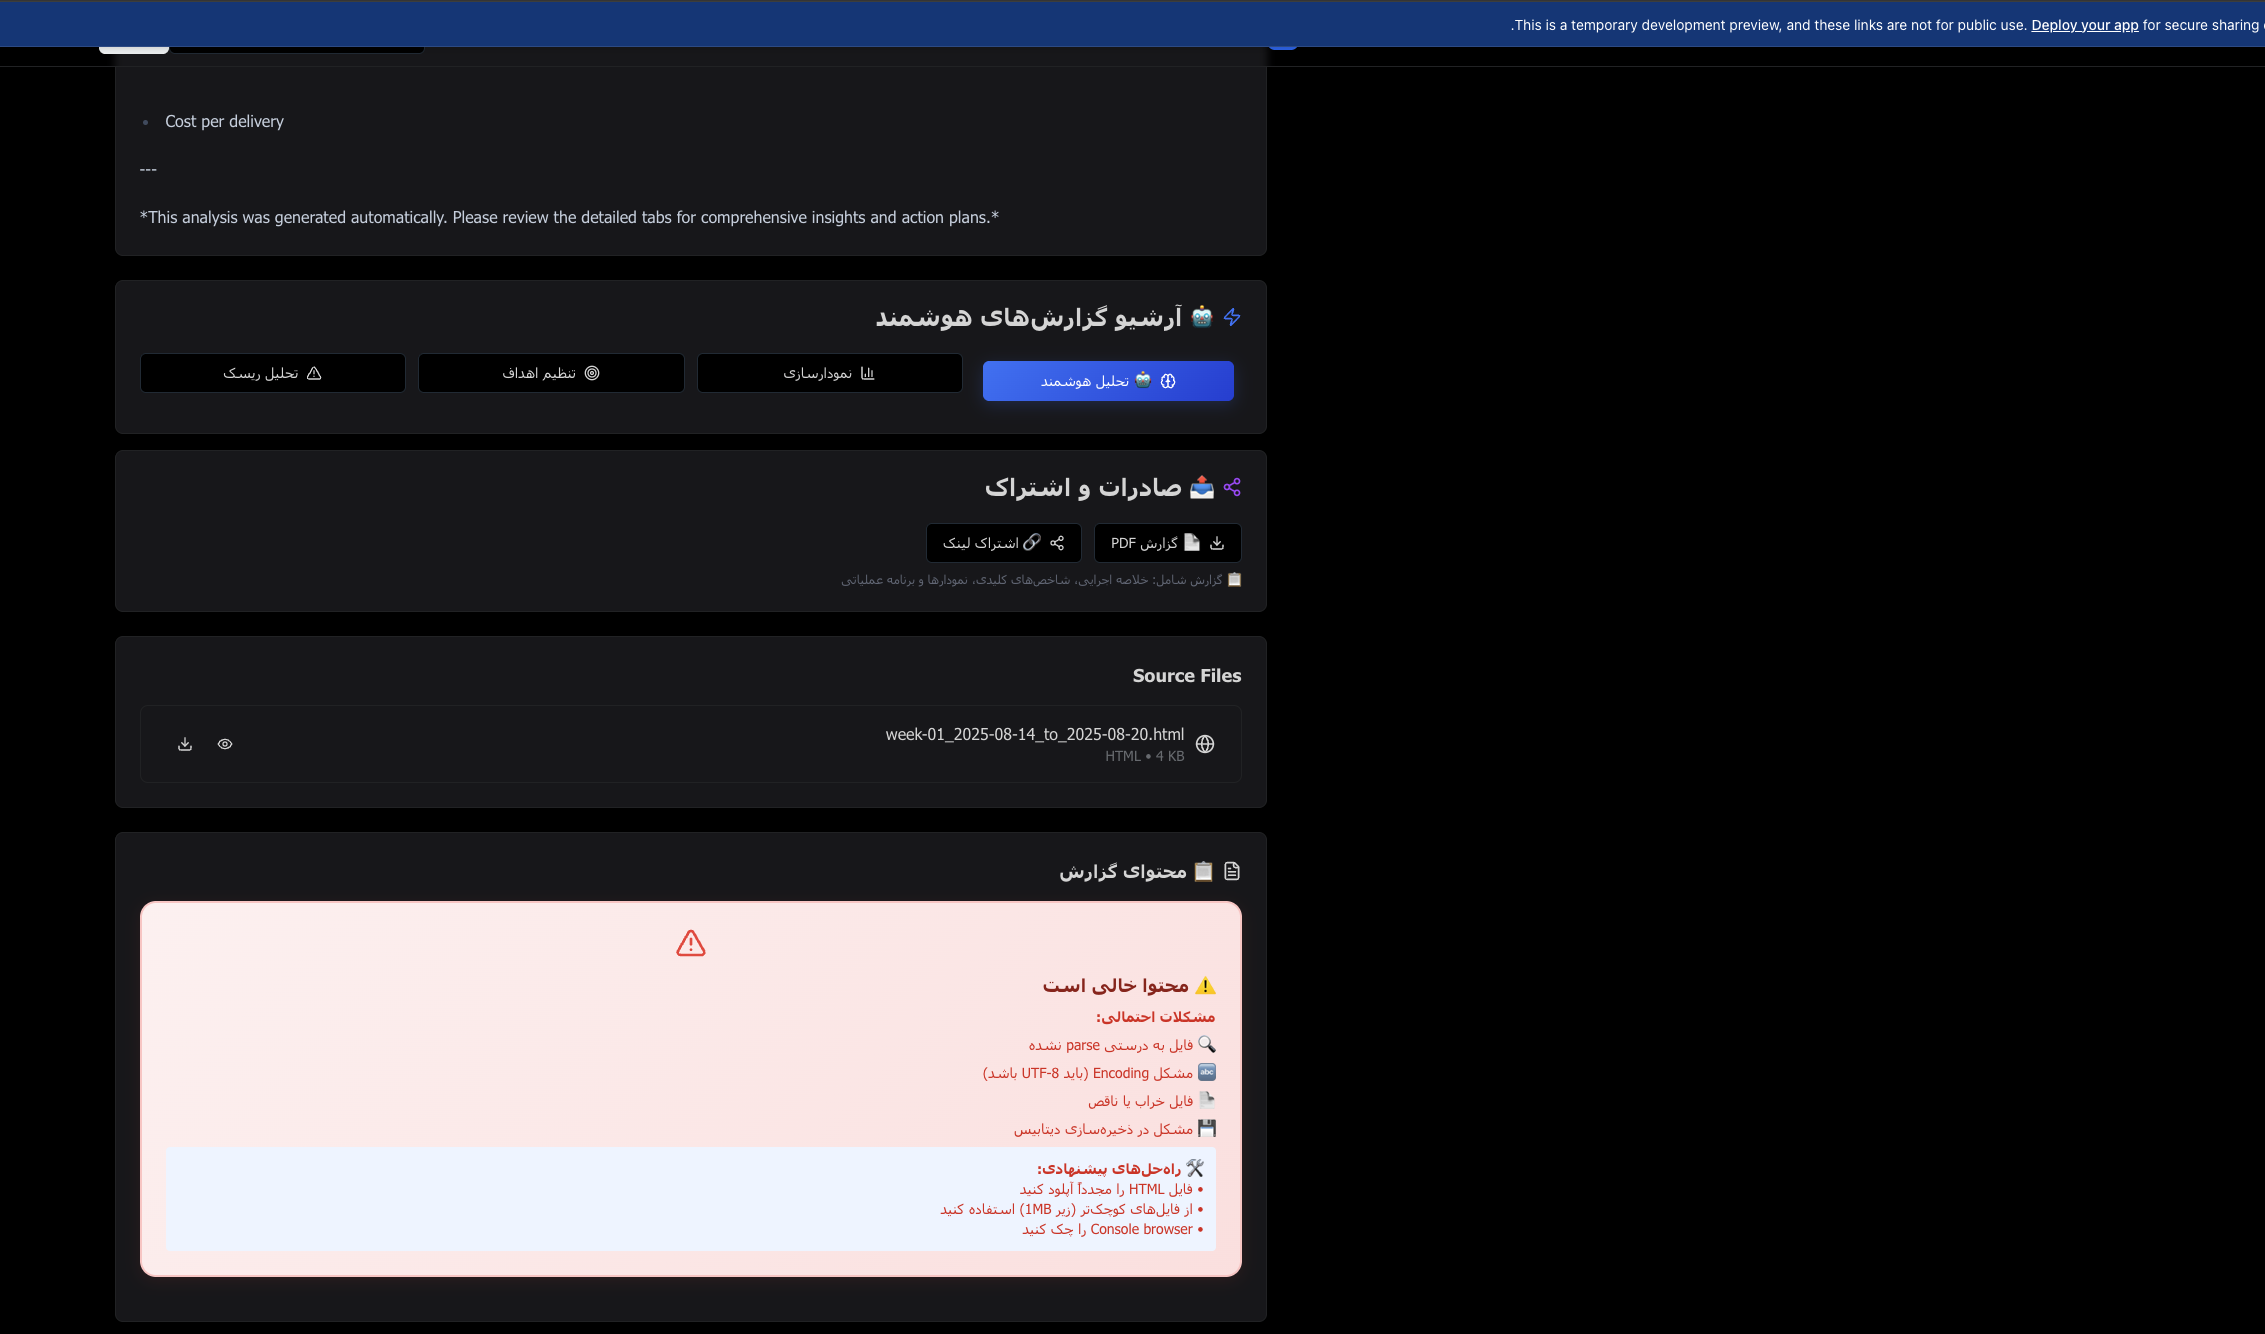 .This is a temporary development preview, and these links are not for public use. Deploy your app for secure sharing
• Cost per delivery
---
*This analysis was generated automatically. Please review the detailed tabs for comprehensive insights and action plans.*
🤖 آرشیو گزارش‌های هوشمند
🤖 تحلیل هوشمند
نمودارسازی
تنظیم اهداف
تحلیل ریسک
📤 صادرات و اشتراک
📄 گزارش PDF
🔗 اشتراک لینک
📋 گزارش شامل: خلاصه اجرایی، شاخص‌های کلیدی، نمودارها و برنامه عملیاتی
Source Files
week-01_2025-08-14_to_2025-08-20.html
HTML • 4 KB
📋 محتوای گزارش
⚠️ محتوا خالی است
مشکلات احتمالی:
🔍 فایل به درستی parse نشده
🔤 مشکل Encoding (باید UTF-8 باشد)
📄 فایل خراب یا ناقص
💾 مشکل در ذخیره‌سازی دیتابیس
🛠️ راه‌حل‌های پیشنهادی:
• فایل HTML را مجدداً آپلود کنید
• از فایل‌های کوچک‌تر (زیر 1MB) استفاده کنید
• Console browser را چک کنید